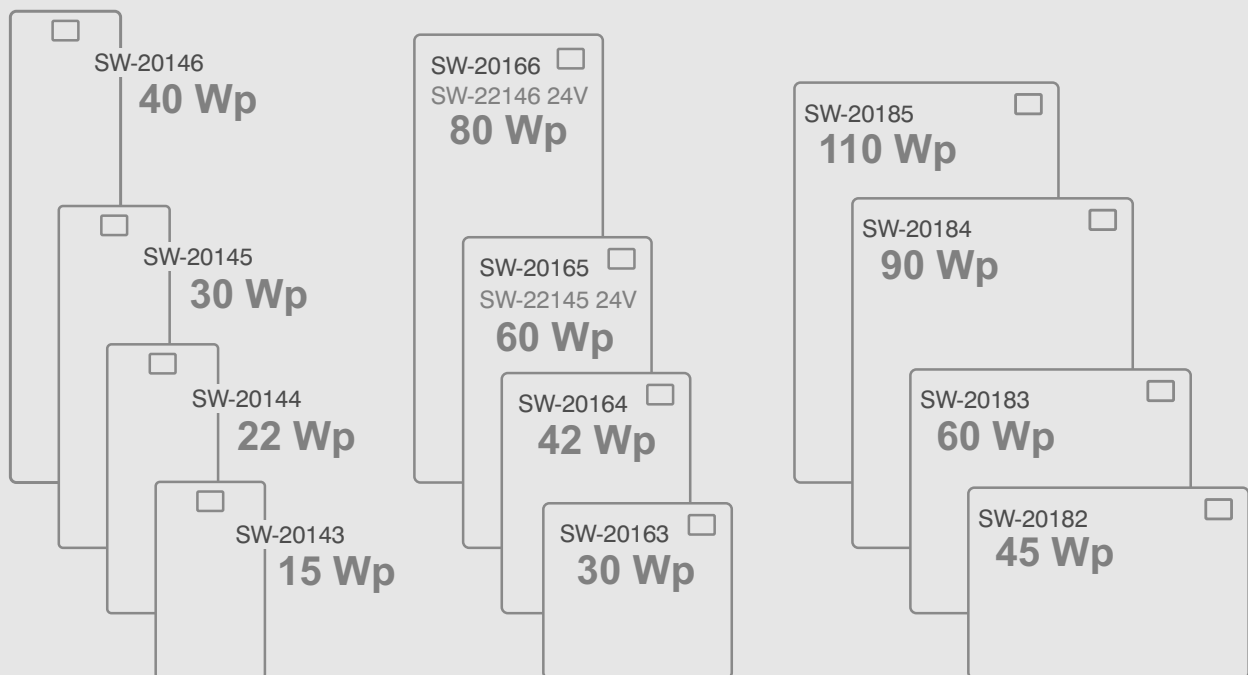 SW-20146
40 Wp
SW-20145
30 Wp
SW-20144
22 Wp
SW-20143
15 Wp
SW-20166
SW-22146 24V
80 Wp
SW-20165
SW-22145 24V
60 Wp
SW-20164
42 Wp
SW-20163
30 Wp
SW-20185
110 Wp
SW-20184
90 Wp
SW-20183
60 Wp
SW-20182
45 Wp